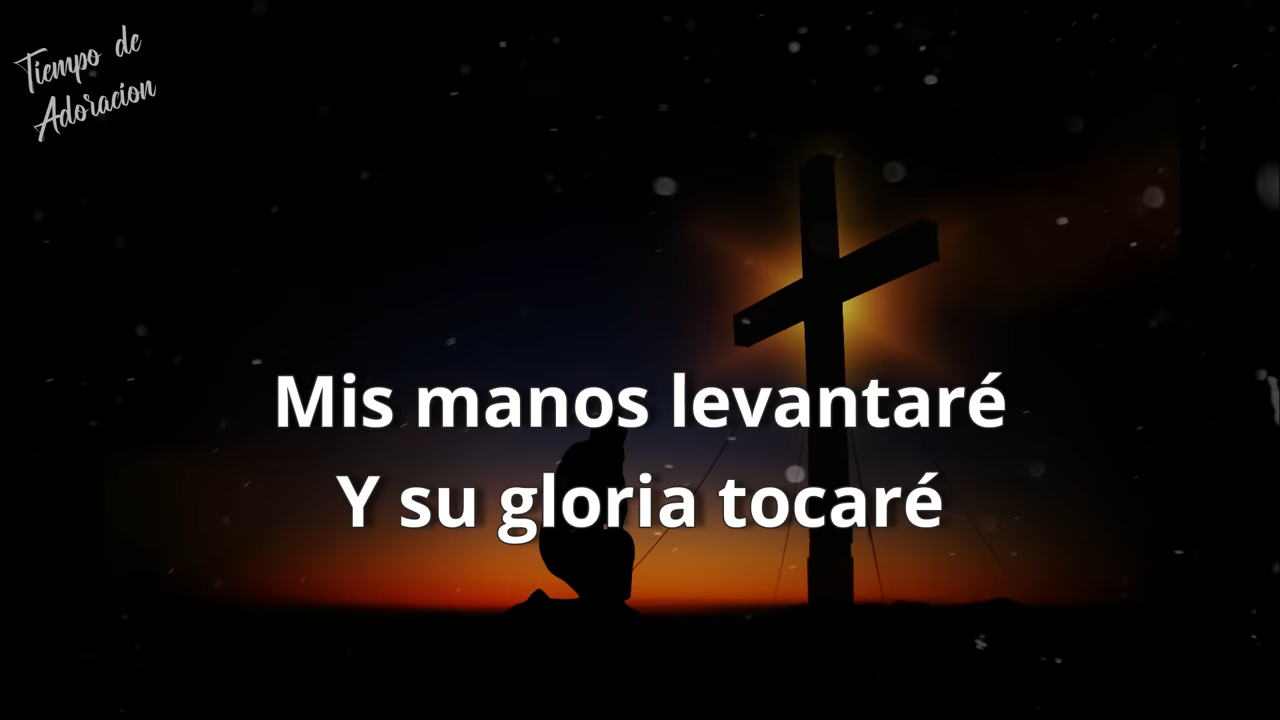 Tiempo de
Adoracion
Mis manos levantaré
Y su gloria tocaré